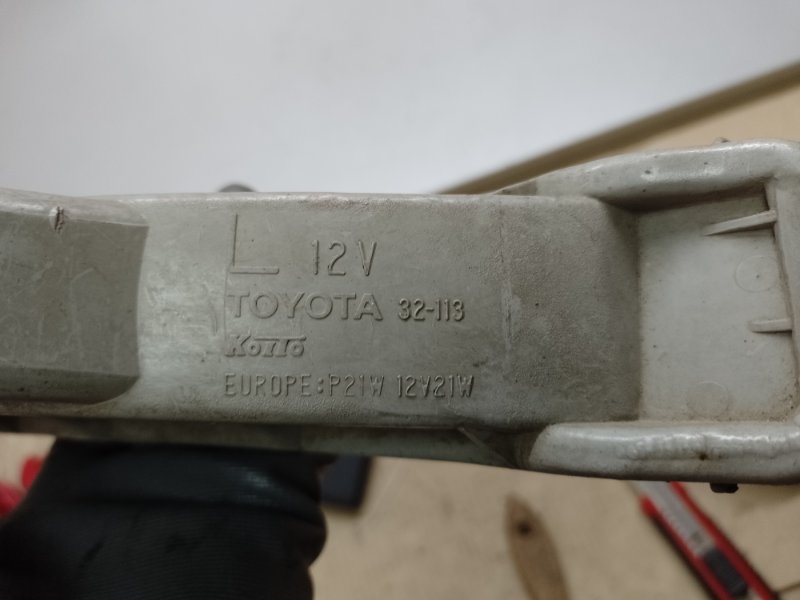 L 12V
TOYOTA 32-113
KOITO
EUROPE:P21W 12V21W